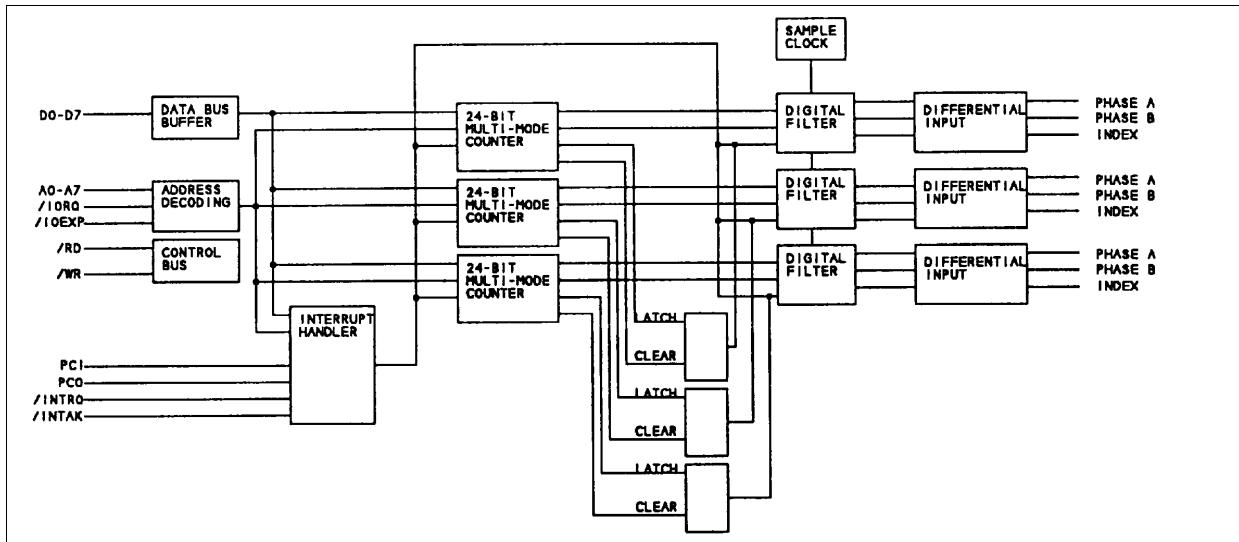 SAMPLE
CLOCK
D0-D7
DATA BUS
BUFFER
24-BIT
MULTI-MODE
COUNTER
DIGITAL
FILTER
DIFFERENTIAL
INPUT
PHASE A
PHASE B
INDEX
A0-A7
/IORQ
/IOEXP
ADDRESS
DECODING
24-BIT
MULTI-MODE
COUNTER
DIGITAL
FILTER
DIFFERENTIAL
INPUT
PHASE A
PHASE B
INDEX
/RD
/WR
CONTROL
BUS
24-BIT
MULTI-MODE
COUNTER
DIGITAL
FILTER
DIFFERENTIAL
INPUT
PHASE A
PHASE B
INDEX
INTERRUPT
HANDLER
PCI
PCO
/INTRQ
/INTAK
LATCH
CLEAR
LATCH
CLEAR
LATCH
CLEAR